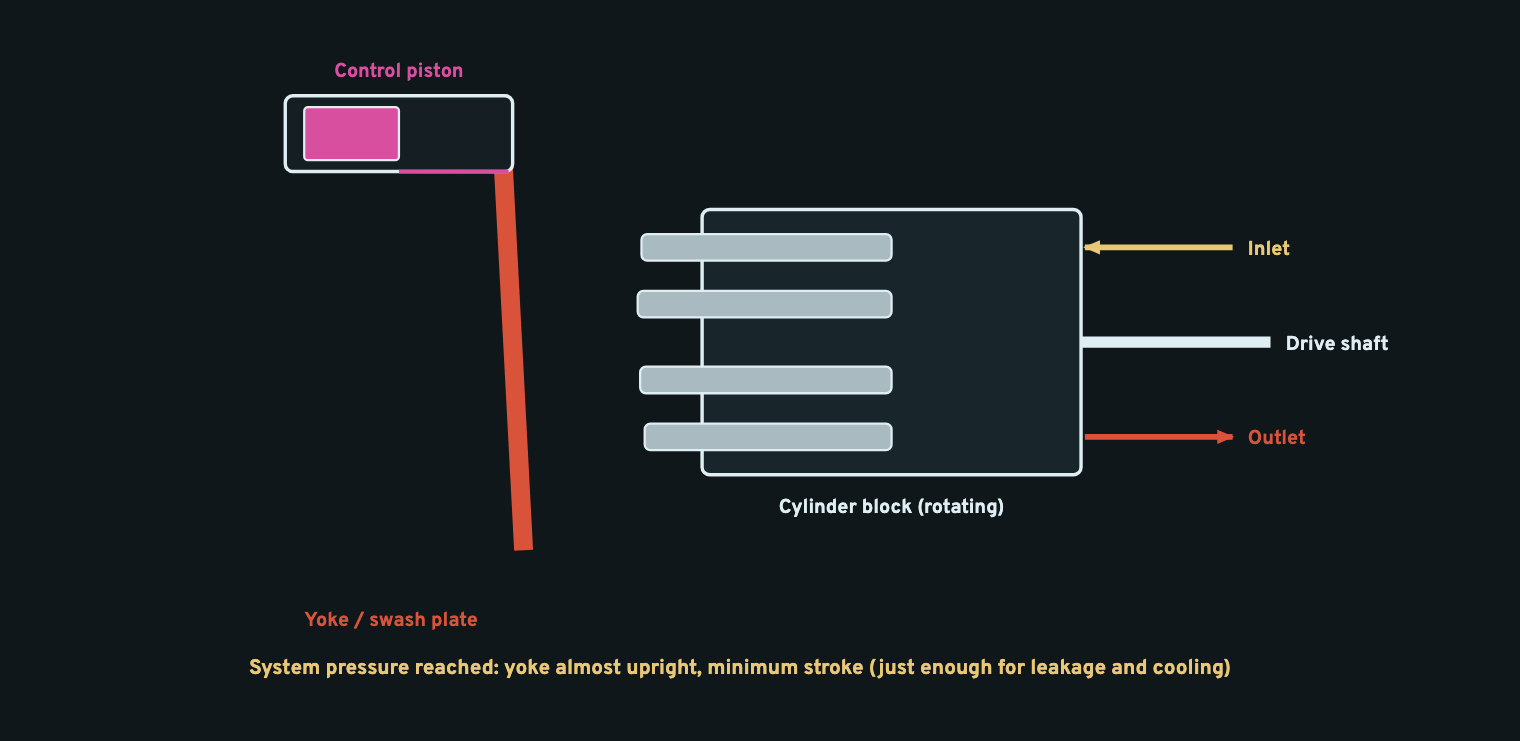 Control piston
Inlet
Drive shaft
Outlet
Cylinder block (rotating)
Yoke / swash plate
System pressure reached: yoke almost upright, minimum stroke (just enough for leakage and cooling)